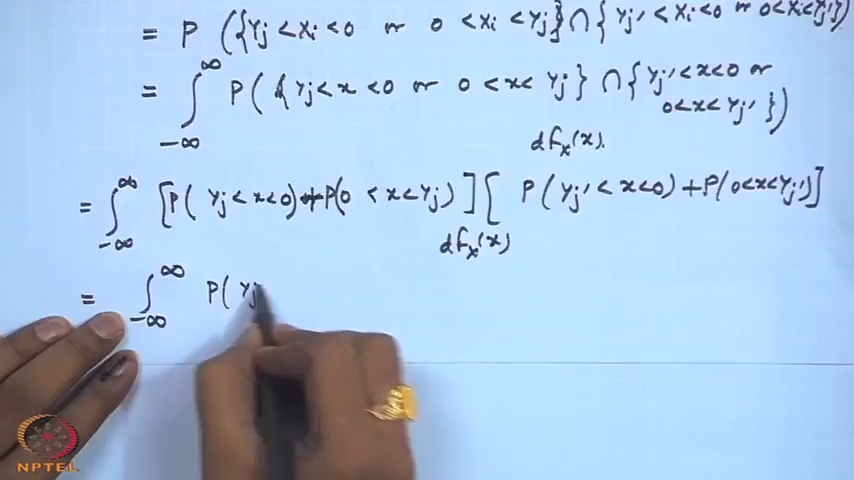 = P ({Yj < Xi < 0 or 0 < Xi < Yj} ∩ {Yj' < Xi < 0 or 0 < Xi < Yj'})
= ∫_{-∞}^{∞} P( { Yj < x < 0 or 0 < x < Yj } ∩ { Yj' < x < 0 or
0 < x < Yj' })
dF_X(x).
= ∫_{-∞}^{∞} [P( Yj < x < 0) + P(0 < x < Yj) ] [ P( Yj' < x < 0) + P(0 < x < Yj')]
dF_X(x)
= ∫_{-∞}^{∞} P( Yj
NPTEL